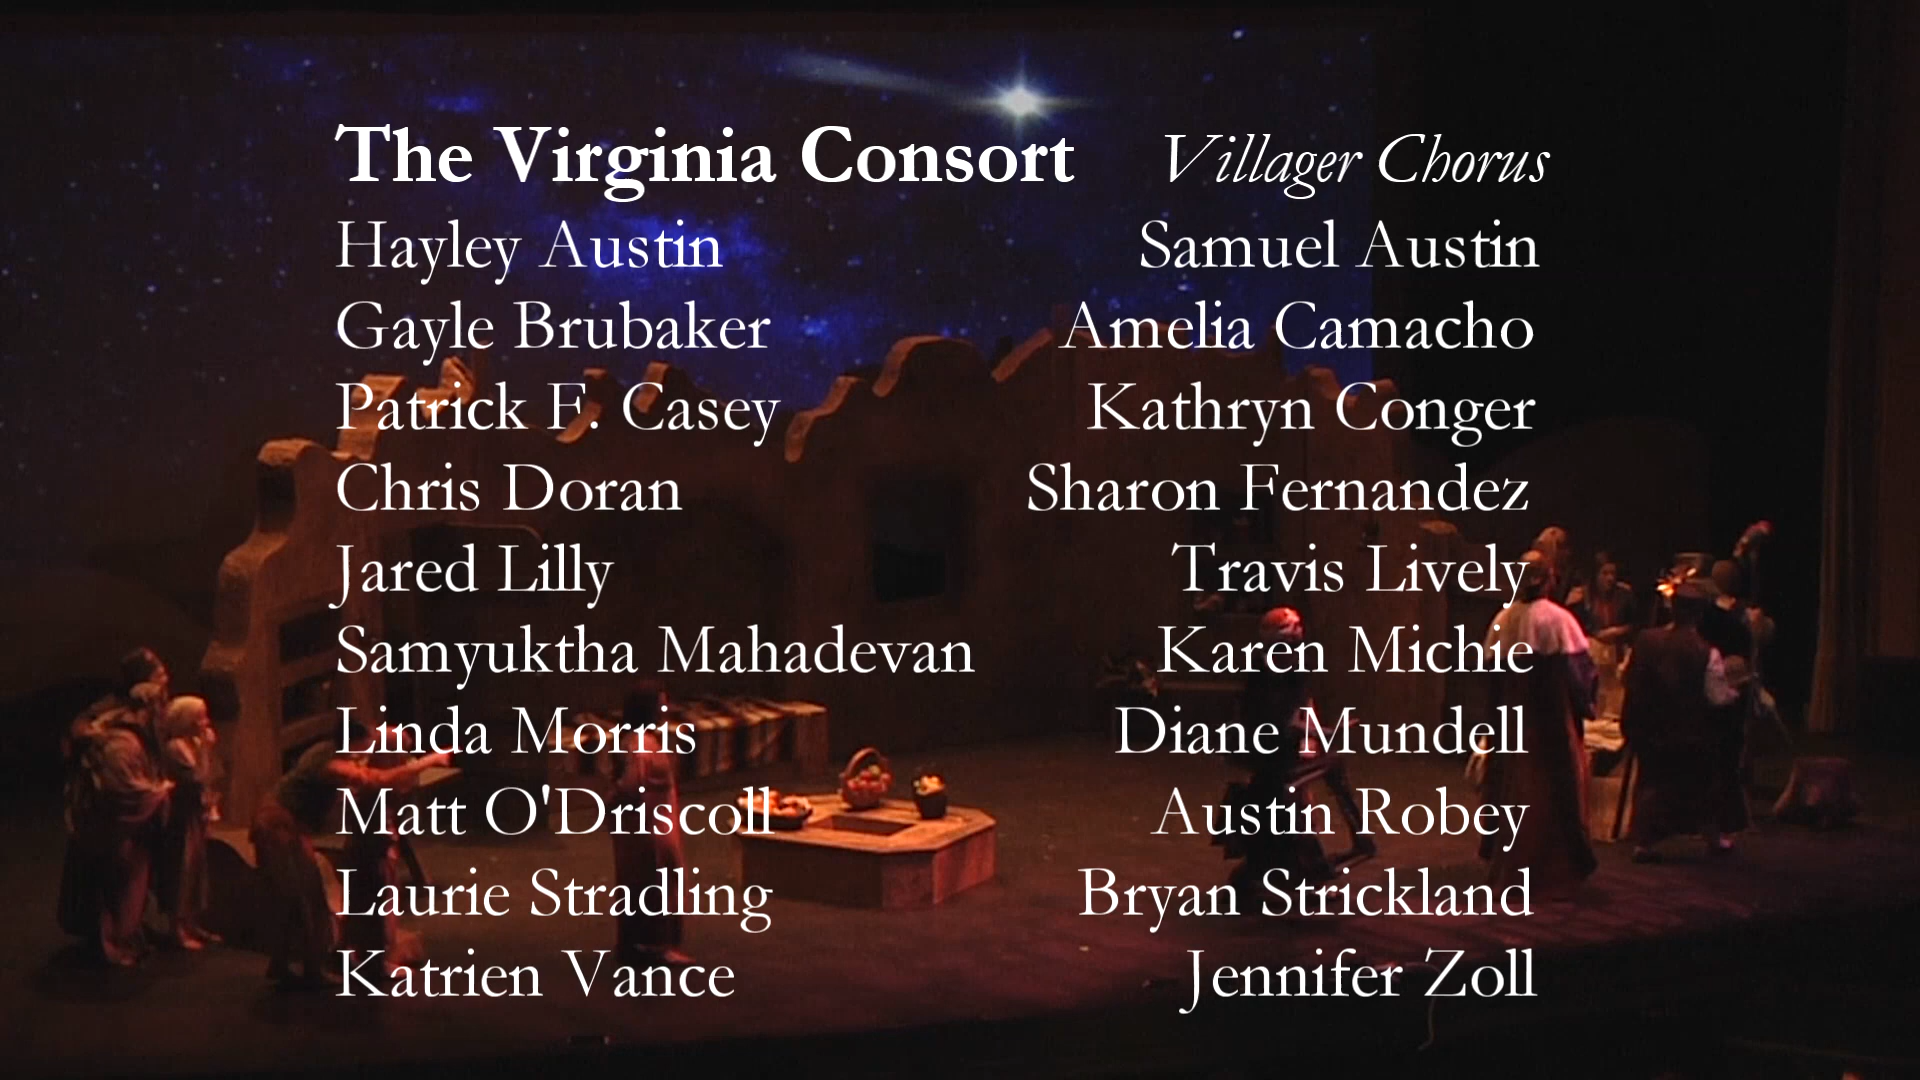 The Virginia Consort Villager Chorus
Hayley Austin Samuel Austin
Gayle Brubaker Amelia Camacho
Patrick F. Casey Kathryn Conger
Chris Doran Sharon Fernandez
Jared Lilly Travis Lively
Samyuktha Mahadevan Karen Michie
Linda Morris Diane Mundell
Matt O'Driscoll Austin Robey
Laurie Stradling Bryan Strickland
Katrien Vance Jennifer Zoll